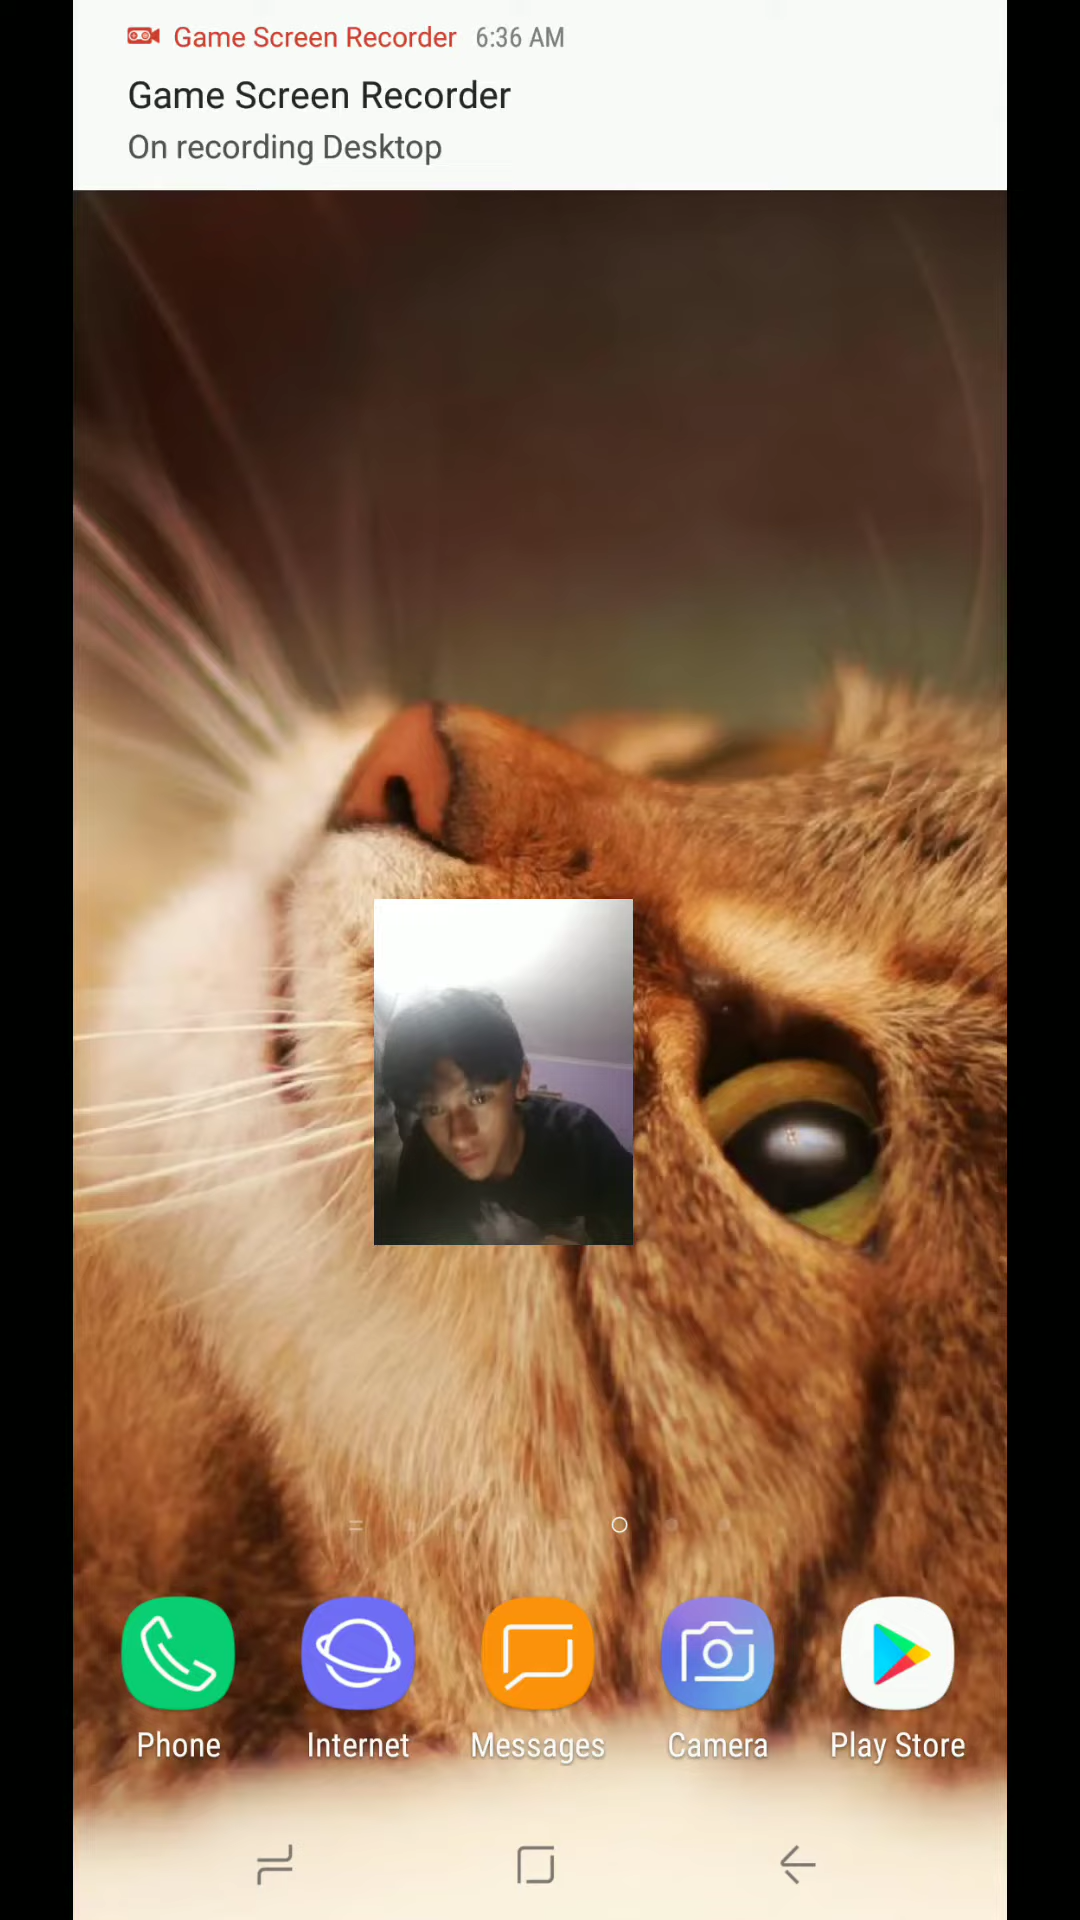 Game Screen Recorder 6:36 AM
Game Screen Recorder
On recording Desktop
Phone Internet Messages Camera Play Store